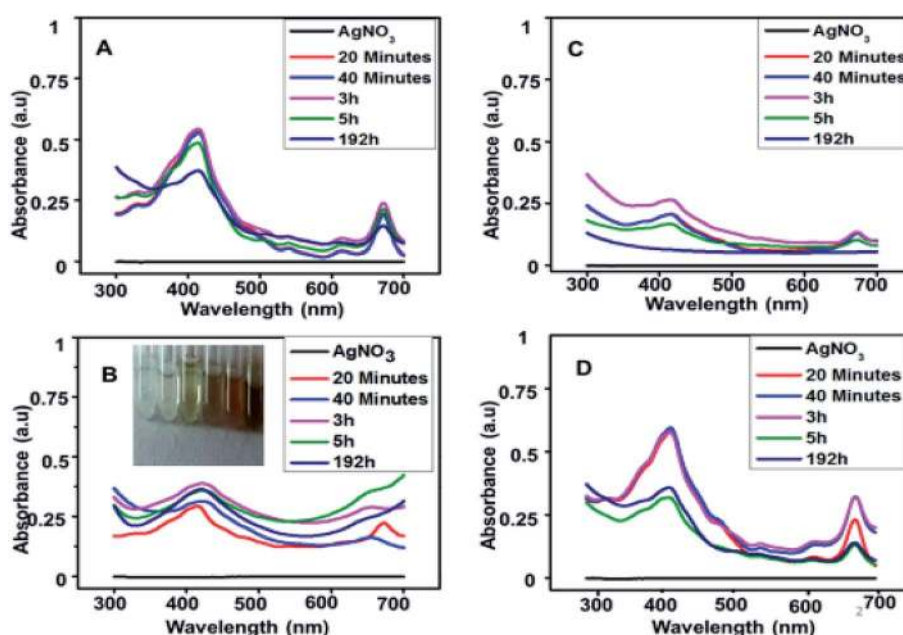 A
Absorbance (a.u)
1
0.75
0.5
0.25
0
300 400 500 600 700
Wavelength (nm)
AgNO3
20 Minutes
40 Minutes
3h
5h
192h
C
Absorbance (a.u)
1
0.75
0.5
0.25
0
300 400 500 600 700
Wavelength (nm)
AgNO3
20 Minutes
40 Minutes
3h
5h
192h
B
Absorbance (a.u)
1
0.75
0.5
0.25
0
300 400 500 600 700
Wavelength (nm)
AgNO3
20 Minutes
40 Minutes
3h
5h
192h
D
Absorbance (a.u)
1
0.75
0.5
0.25
0
300 400 500 600 700
2
Wavelength (nm)
AgNO3
20 Minutes
40 Minutes
3h
5h
192h